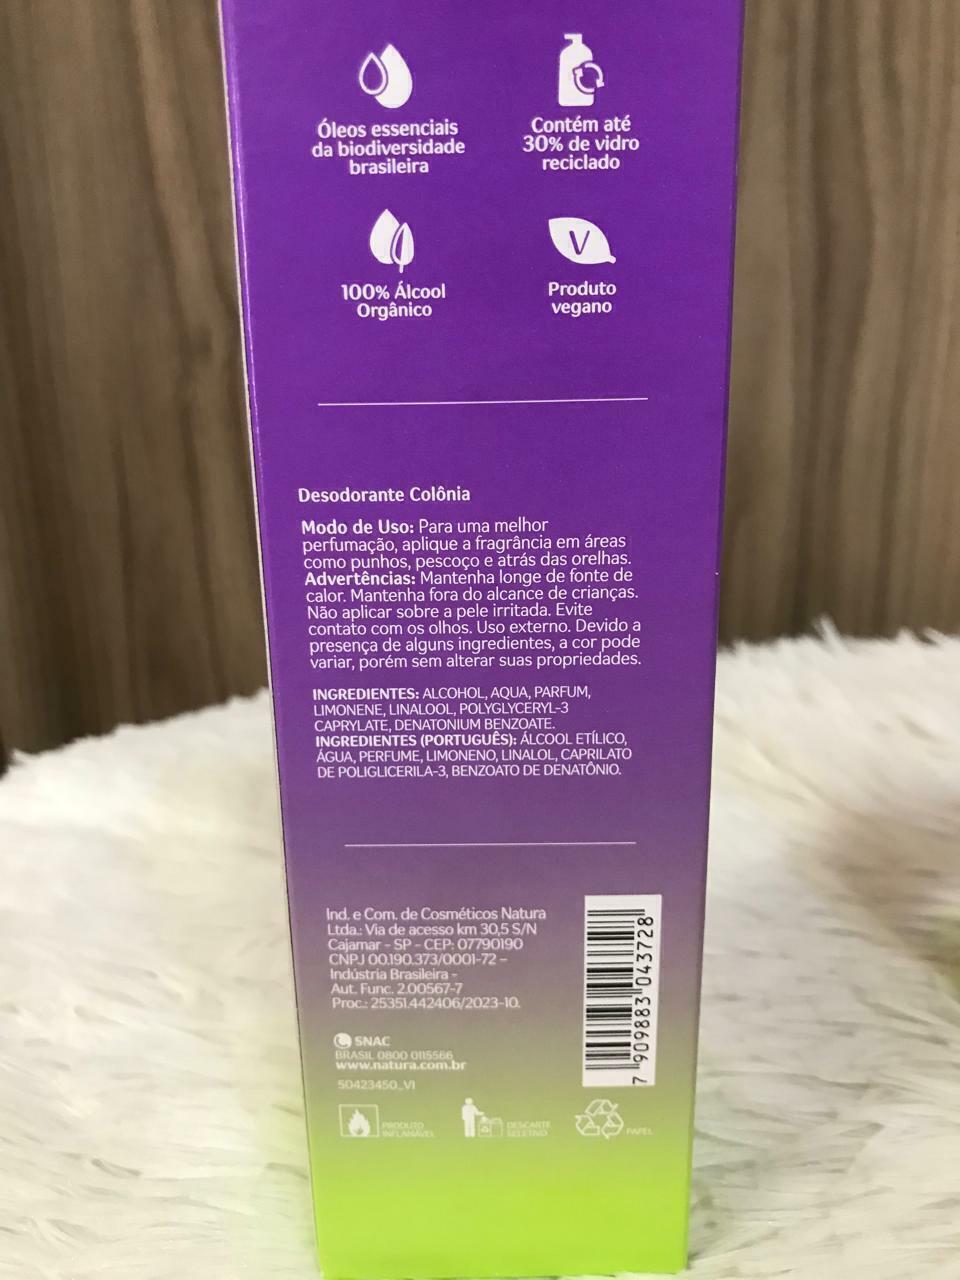 Óleos essenciais
da biodiversidade
brasileira
Contém até
30% de vidro
reciclado
100% Álcool
Orgânico
V
Produto
vegano
Desodorante Colônia
Modo de Uso: Para uma melhor
perfumação, aplique a fragrância em áreas
como punhos, pescoço e atrás das orelhas.
Advertências: Mantenha longe de fonte de
calor. Mantenha fora do alcance de crianças.
Não aplicar sobre a pele irritada. Evite
contato com os olhos. Uso externo. Devido a
presença de alguns ingredientes, a cor pode
variar, porém sem alterar suas propriedades.
INGREDIENTES: ALCOHOL, AQUA, PARFUM,
LIMONENE, LINALOOL, POLYGLYCERYL-3
CAPRYLATE, DENATONIUM BENZOATE.
INGREDIENTES (PORTUGUÊS): ÁLCOOL ETÍLICO,
ÁGUA, PERFUME, LIMONENO, LINALOL, CAPRILATO
DE POLIGLICERILA-3, BENZOATO DE DENATÔNIO.
Ind. e Com. de Cosméticos Natura
Ltda.: Via de acesso km 30,5 S/N
Cajamar - SP - CEP: 07790190
CNPJ 00.190.373/0001-72 -
Indústria Brasileira -
Aut. Func. 2.00567-7
Proc.: 25351.442406/2023-10.
SNAC
BRASIL 0800 0115566
www.natura.com.br
50423450_V1
7 909883 043728
PRODUTO
INFLAMÁVEL
DESCARTE
SELETIVO
PAPEL